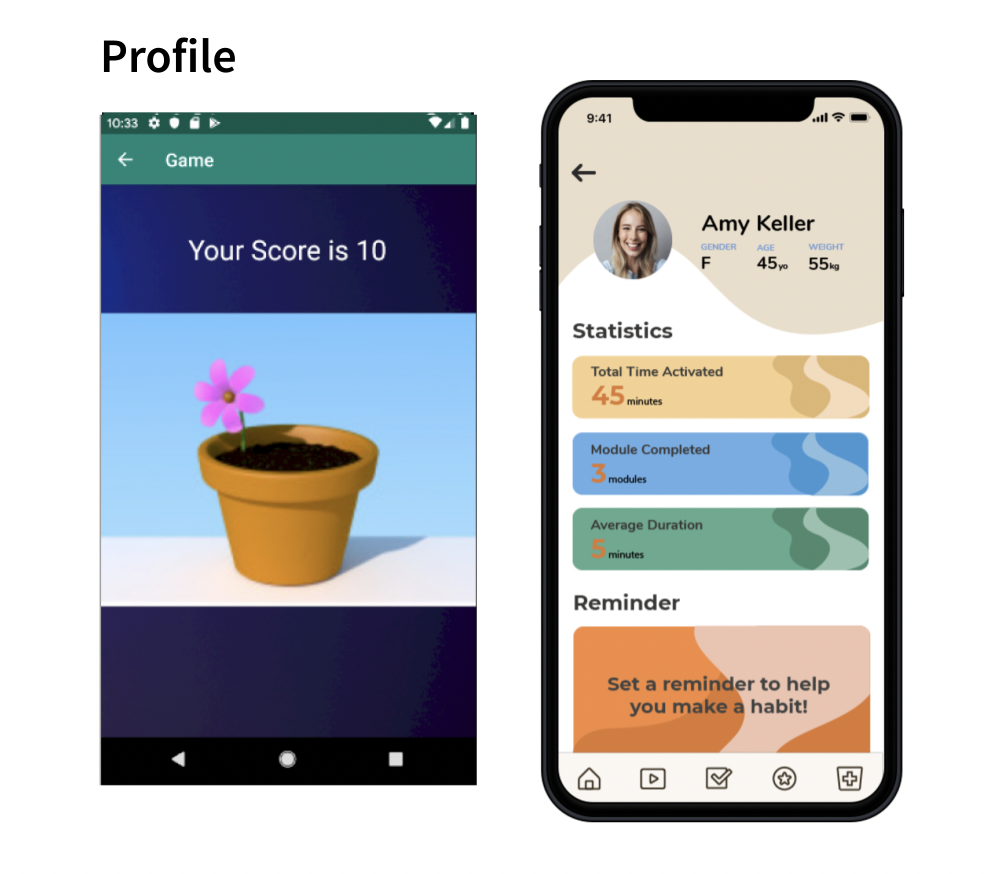 Profile
10:33
Game
Your Score is 10
9:41
Amy Keller
GENDER AGE WEIGHT
F 45yo 55kg
Statistics
Total Time Activated
45 minutes
Module Completed
3 modules
Average Duration
5 minutes
Reminder
Set a reminder to help
you make a habit!